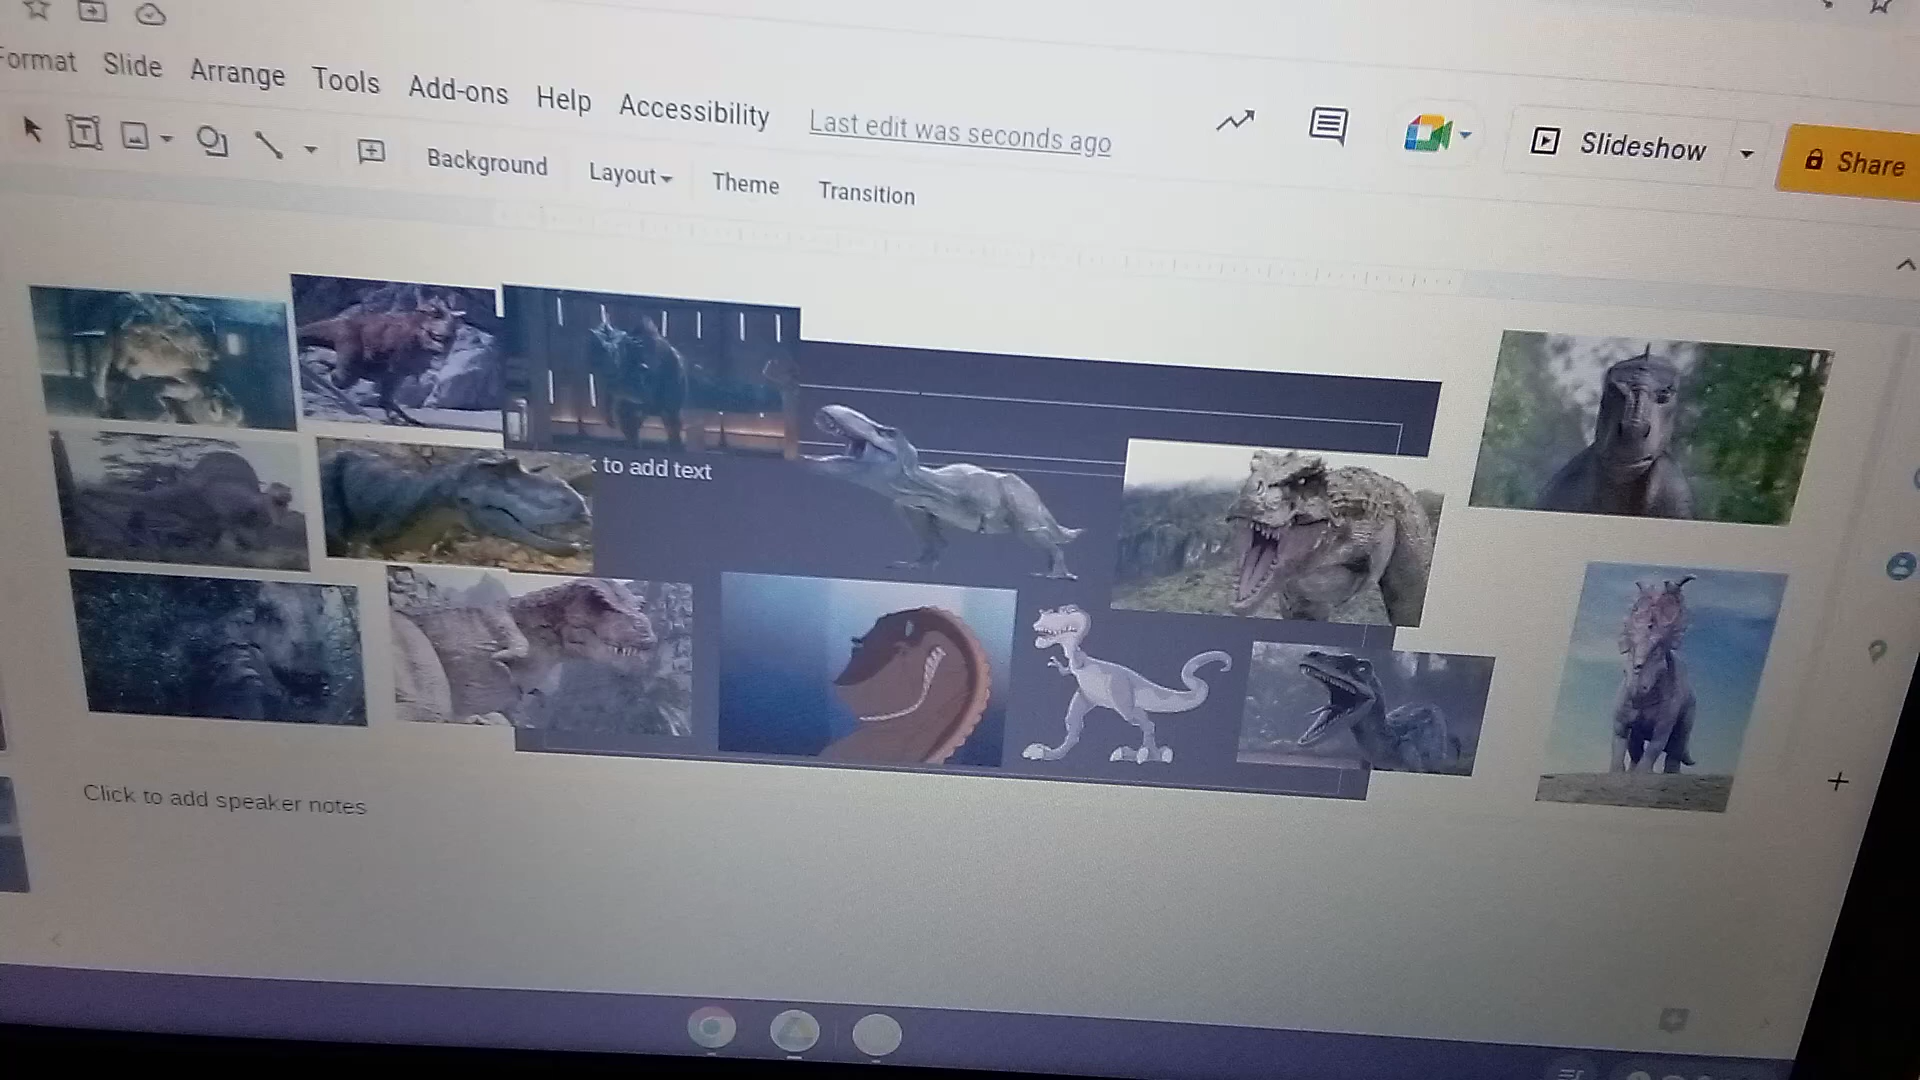 Format Slide Arrange Tools Add-ons Help Accessibility Last edit was seconds ago
Slideshow
Share
Background Layout Theme Transition
to add text
Click to add speaker notes